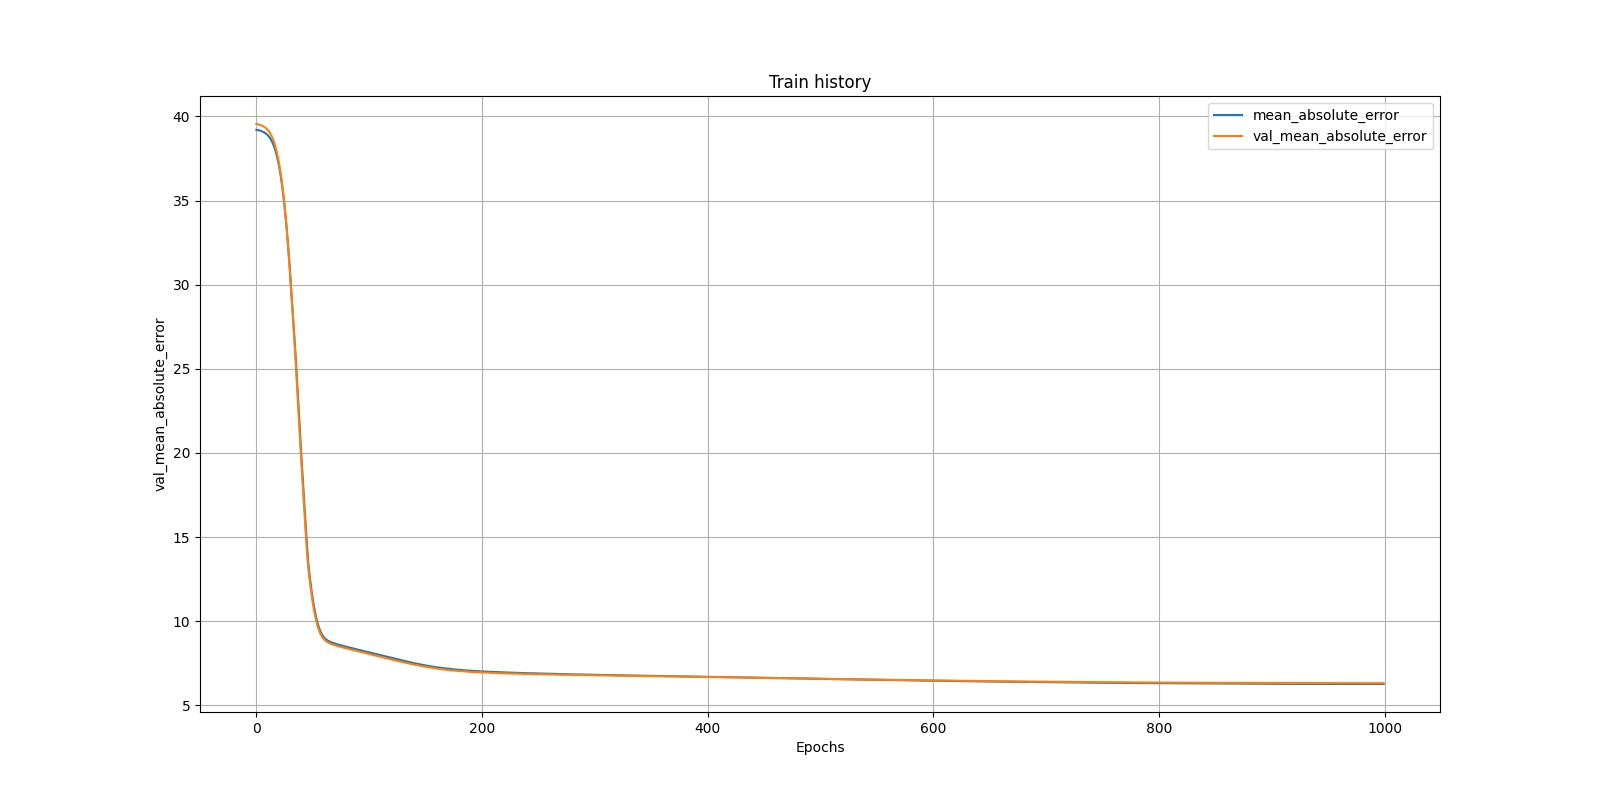 Train history
mean_absolute_error
val_mean_absolute_error
40
35
30
25
20
15
10
5
val_mean_absolute_error
0 200 400 600 800 1000
Epochs